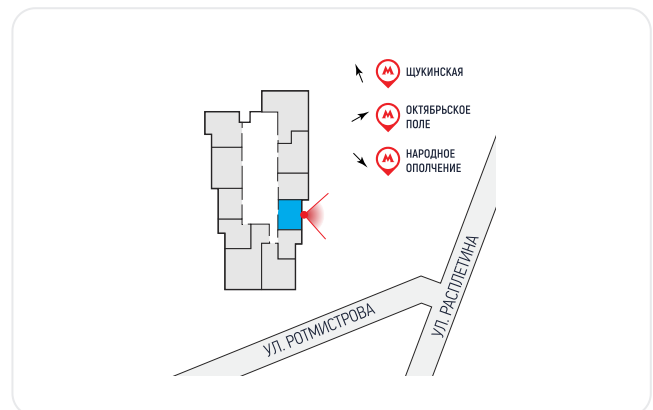 ЩУКИНСКАЯ
ОКТЯБРЬСКОЕ
ПОЛЕ
НАРОДНОЕ
ОПОЛЧЕНИЕ
УЛ. РОТМИСТРОВА
УЛ. РАСПЛЕТИНА